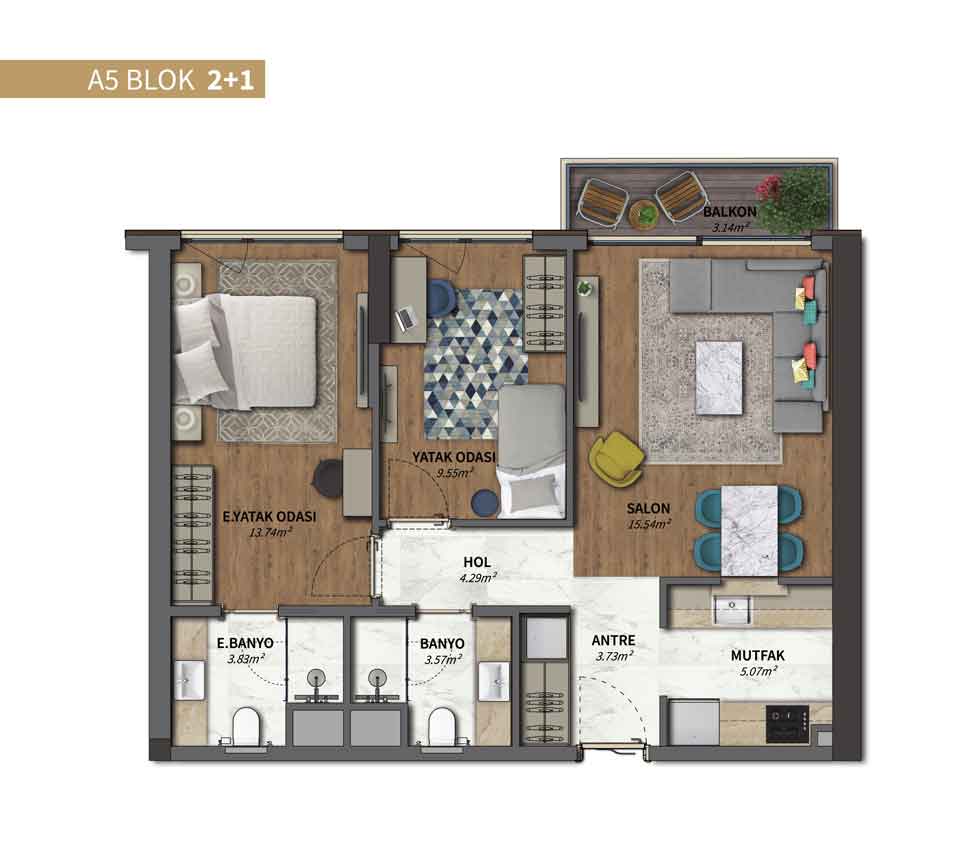 A5 BLOK 2+1
BALKON
3.14m²
YATAK ODASI
9.55m²
SALON
15.54m²
E.YATAK ODASI
13.74m²
HOL
4.29m²
E.BANYO
3.83m²
BANYO
3.57m²
ANTRE
3.73m²
MUTFAK
5.07m²